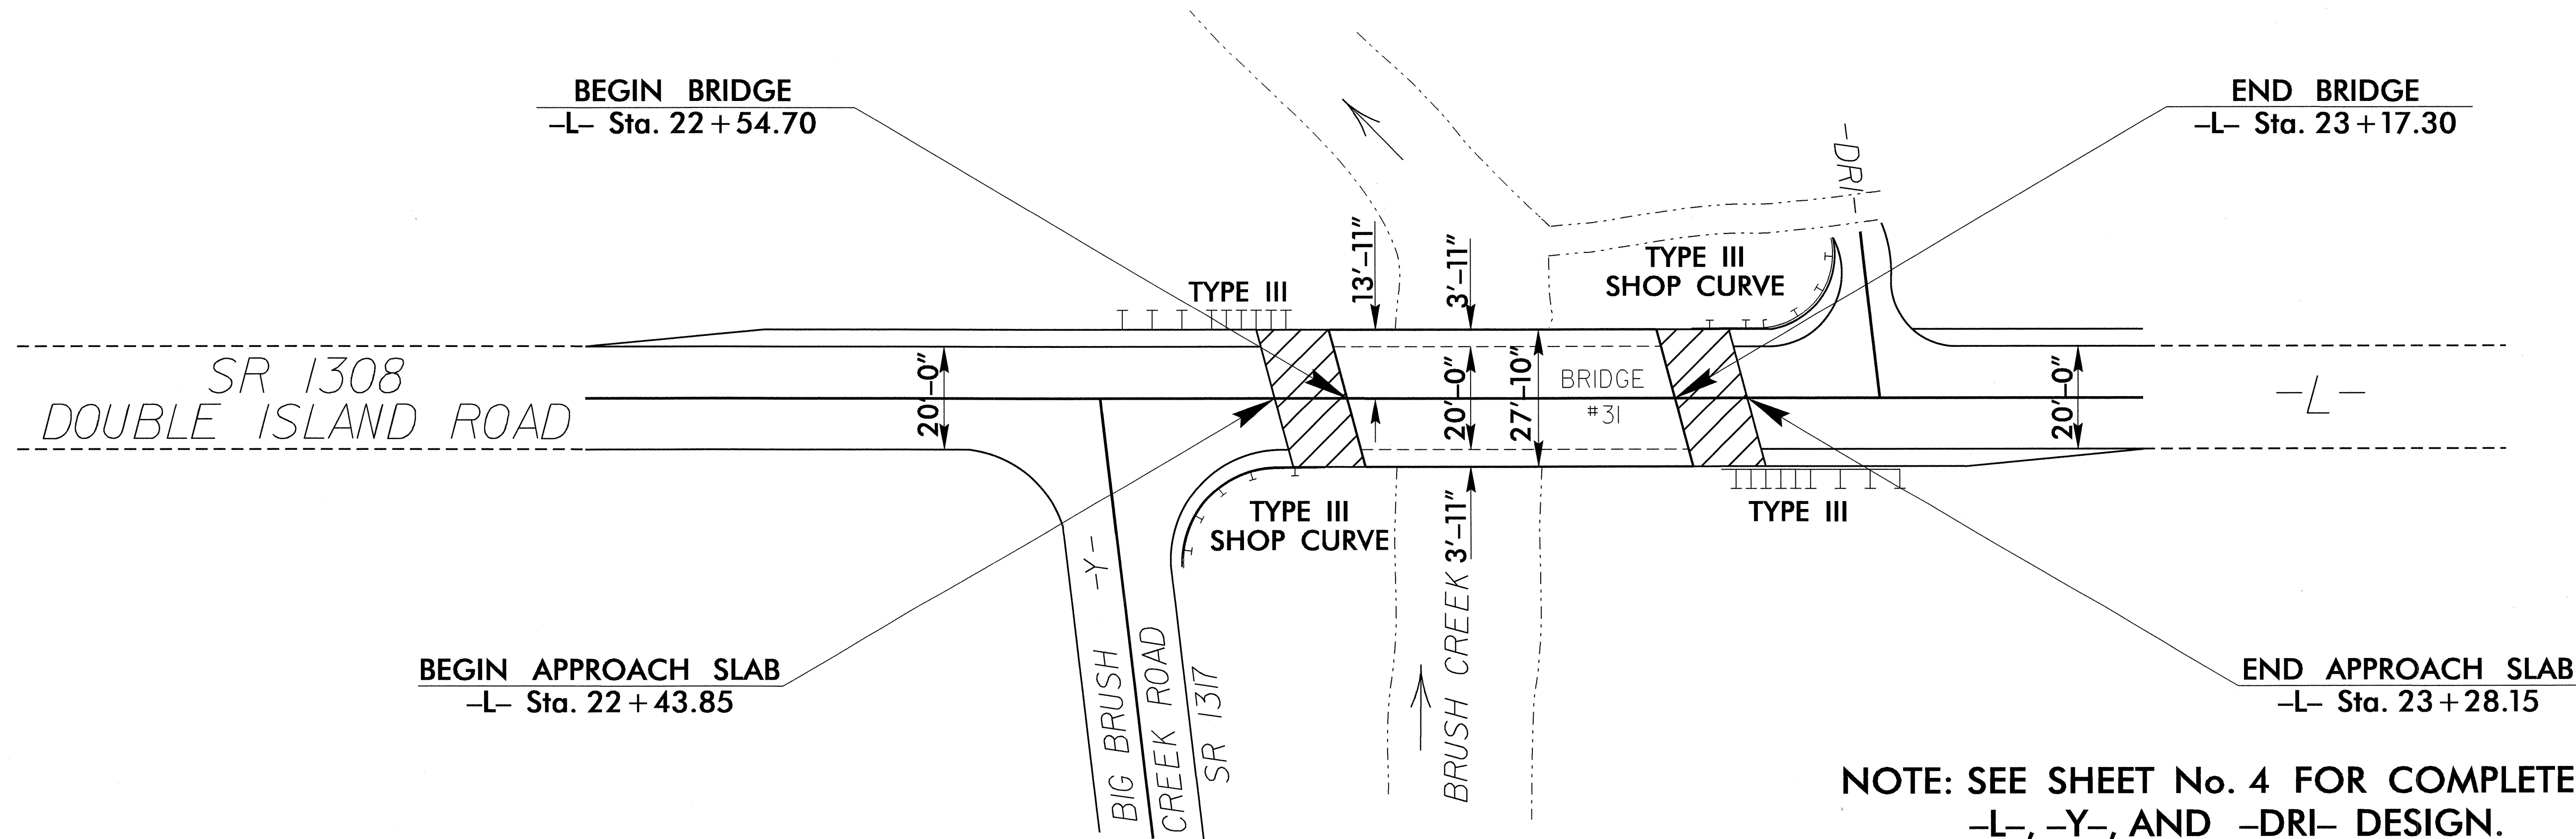 BEGIN BRIDGE
-L- Sta. 22+54.70
END BRIDGE
-L- Sta. 23+17.30
-DRI-
TYPE III
SHOP CURVE
TYPE III
13'-11"
3'-11"
SR 1308
DOUBLE ISLAND ROAD
20'-0"
20'-0"
27'-10"
BRIDGE
#31
20'-0"
-L-
TYPE III
SHOP CURVE
3'-11"
TYPE III
-Y-
BIG BRUSH
CREEK ROAD
SR 1317
BRUSH CREEK
BEGIN APPROACH SLAB
-L- Sta. 22+43.85
END APPROACH SLAB
-L- Sta. 23+28.15
NOTE: SEE SHEET No. 4 FOR COMPLETE
-L-, -Y-, AND -DRI- DESIGN.